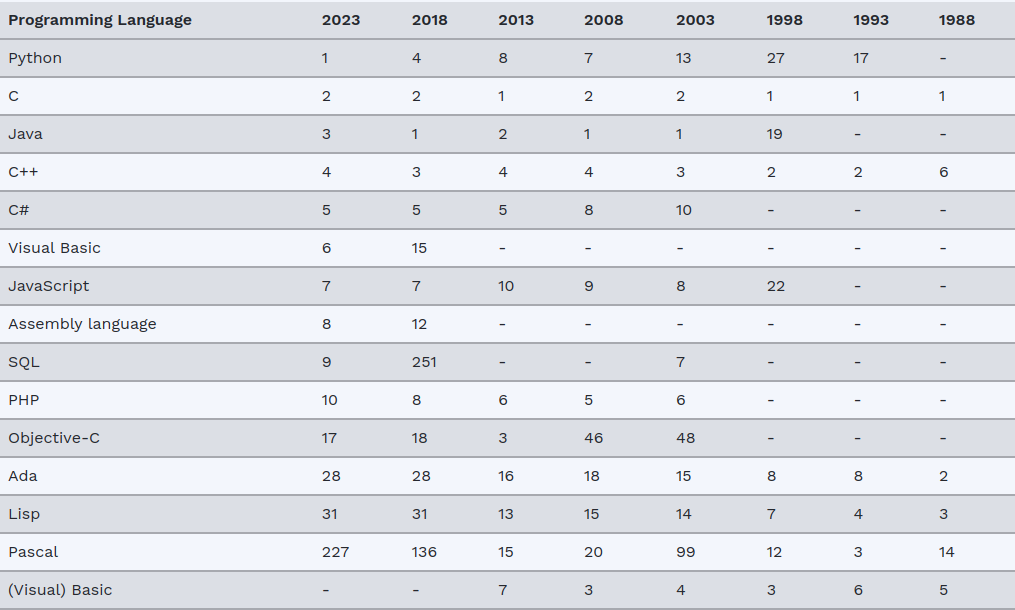 Programming Language 2023 2018 2013 2008 2003 1998 1993 1988
Python 1 4 8 7 13 27 17 -
C 2 2 1 2 2 1 1 1
Java 3 1 2 1 1 19 - -
C++ 4 3 4 4 3 2 2 6
C# 5 5 5 8 10 - - -
Visual Basic 6 15 - - - - - -
JavaScript 7 7 10 9 8 22 - -
Assembly language 8 12 - - - - - -
SQL 9 251 - - 7 - - -
PHP 10 8 6 5 6 - - -
Objective-C 17 18 3 46 48 - - -
Ada 28 28 16 18 15 8 8 2
Lisp 31 31 13 15 14 7 4 3
Pascal 227 136 15 20 99 12 3 14
(Visual) Basic - - 7 3 4 3 6 5